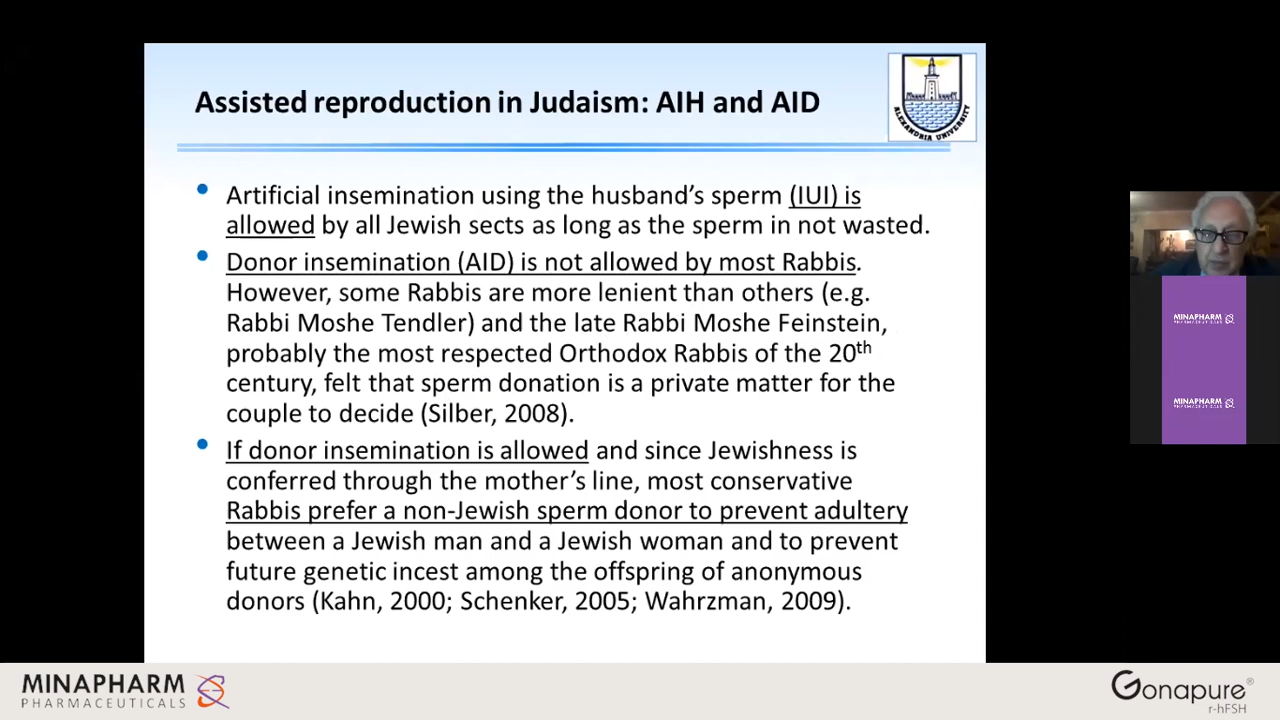 Assisted reproduction in Judaism: AIH and AID
ALEXANDRIA UNIVERSITY
• Artificial insemination using the husband's sperm (IUI) is
allowed by all Jewish sects as long as the sperm in not wasted.
• Donor insemination (AID) is not allowed by most Rabbis.
However, some Rabbis are more lenient than others (e.g.
Rabbi Moshe Tendler) and the late Rabbi Moshe Feinstein,
probably the most respected Orthodox Rabbis of the 20th
century, felt that sperm donation is a private matter for the
couple to decide (Silber, 2008).
• If donor insemination is allowed and since Jewishness is
conferred through the mother's line, most conservative
Rabbis prefer a non-Jewish sperm donor to prevent adultery
between a Jewish man and a Jewish woman and to prevent
future genetic incest among the offspring of anonymous
donors (Kahn, 2000; Schenker, 2005; Wahrzman, 2009).
MINAPHARM
PHARMACEUTICALS
MINAPHARM
PHARMACEUTICALS
MINAPHARM
PHARMACEUTICALS
Gonapure®
r-hFSH